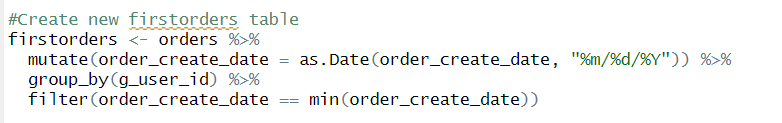 #Create new firstorders table
firstorders <- orders %>%
  mutate(order_create_date = as.Date(order_create_date, "%m/%d/%Y")) %>%
  group_by(g_user_id) %>%
  filter(order_create_date == min(order_create_date))